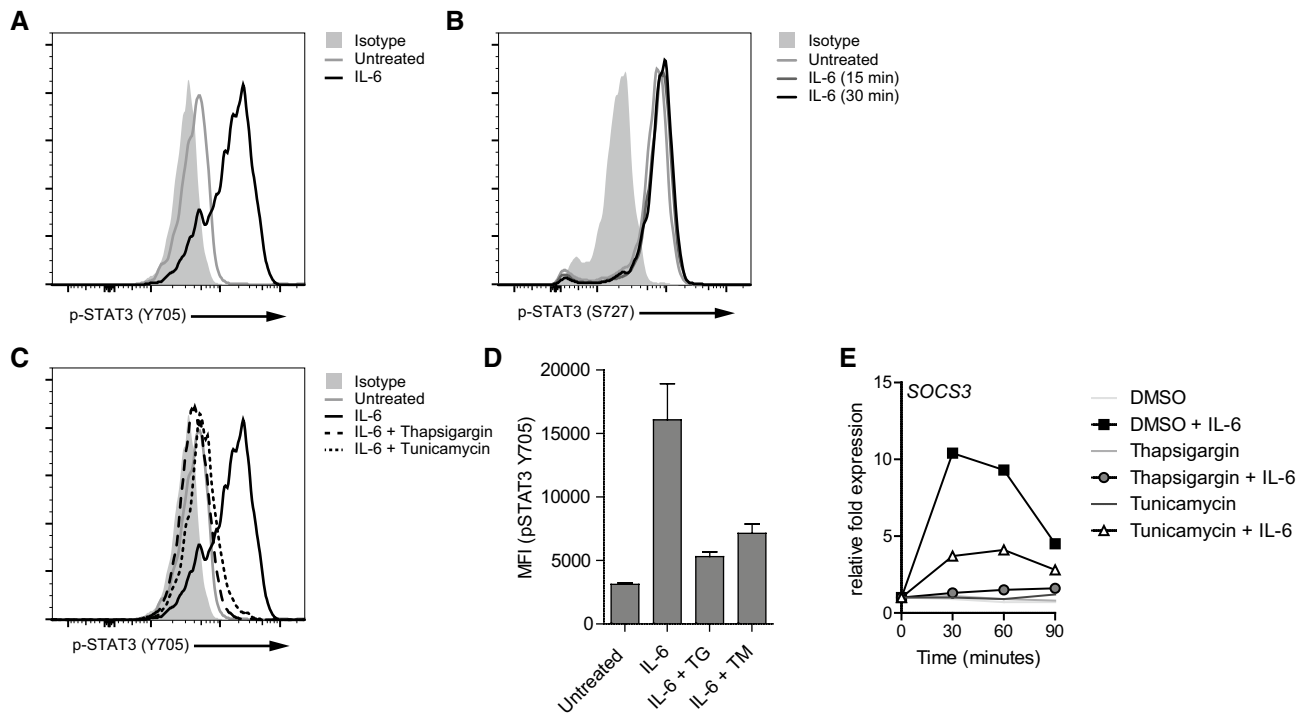 A
Isotype
Untreated
IL-6
p-STAT3 (Y705)
B
Isotype
Untreated
IL-6 (15 min)
IL-6 (30 min)
p-STAT3 (S727)
C
Isotype
Untreated
IL-6
IL-6 + Thapsigargin
IL-6 + Tunicamycin
p-STAT3 (Y705)
D
MFI (pSTAT3 Y705)
20000
15000
10000
5000
0
Untreated
IL-6
IL-6 + TG
IL-6 + TM
E
SOCS3
relative fold expression
15
10
5
0
0 30 60 90
Time (minutes)
DMSO
DMSO + IL-6
Thapsigargin
Thapsigargin + IL-6
Tunicamycin
Tunicamycin + IL-6